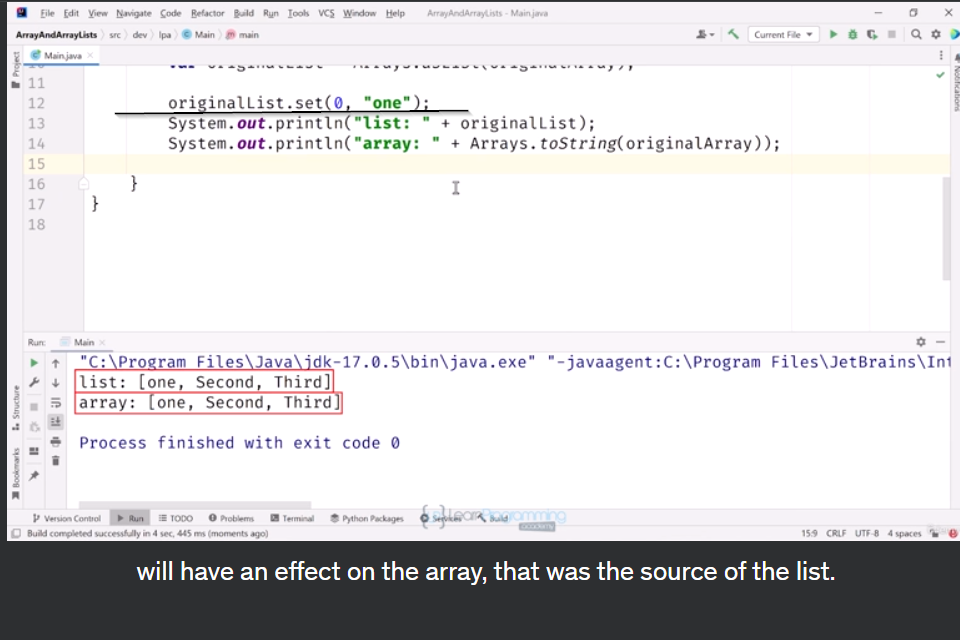 File Edit View Navigate Code Refactor Build Run Tools VCS Window Help ArrayAndArrayLists - Main.java
ArrayAndArrayLists src dev lpa Main main Current File
Project
Main.java
Notifications
11
12 originalList.set(0, "one");
13 System.out.println("list: " + originalList);
14 System.out.println("array: " + Arrays.toString(originalArray));
15
16 }
17 }
18
Run: Main
"C:\Program Files\Java\jdk-17.0.5\bin\java.exe" "-javaagent:C:\Program Files\JetBrains\Int
list: [one, Second, Third]
array: [one, Second, Third]
Process finished with exit code 0
Structure
Bookmarks
Version Control Run TODO Problems Terminal Python Packages Services Build
LearnProgramming
academy
Build completed successfully in 4 sec, 445 ms (moments ago) 15:9 CRLF UTF-8 4 spaces
will have an effect on the array, that was the source of the list.